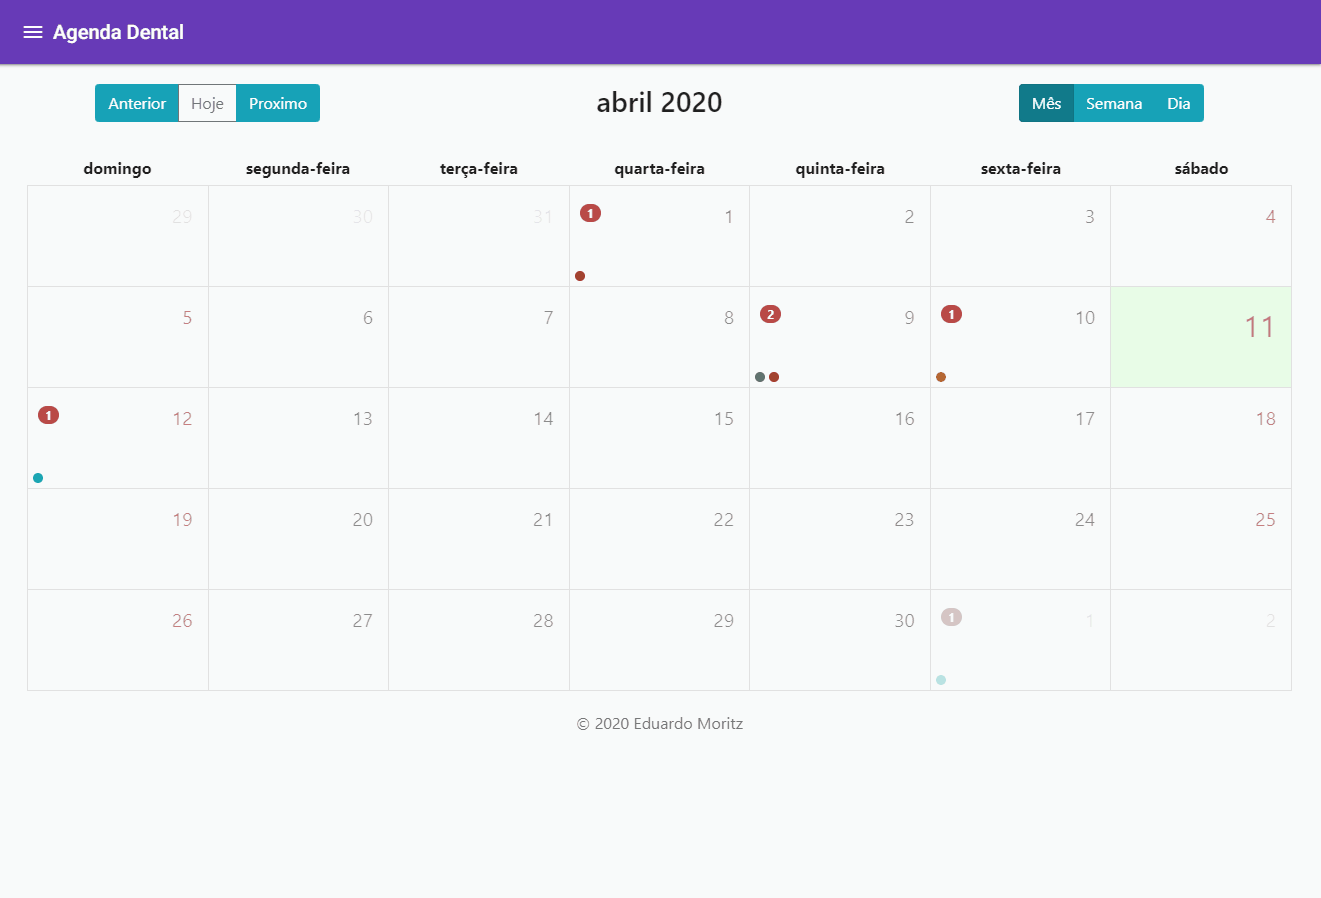 Agenda Dental
Anterior Hoje Proximo abril 2020 Mês Semana Dia
domingo segunda-feira terça-feira quarta-feira quinta-feira sexta-feira sábado
29 30 31 1 1 2 3 4
5 6 7 8 2 9 1 10 11
1 12 13 14 15 16 17 18
19 20 21 22 23 24 25
26 27 28 29 30 1 1 2
© 2020 Eduardo Moritz